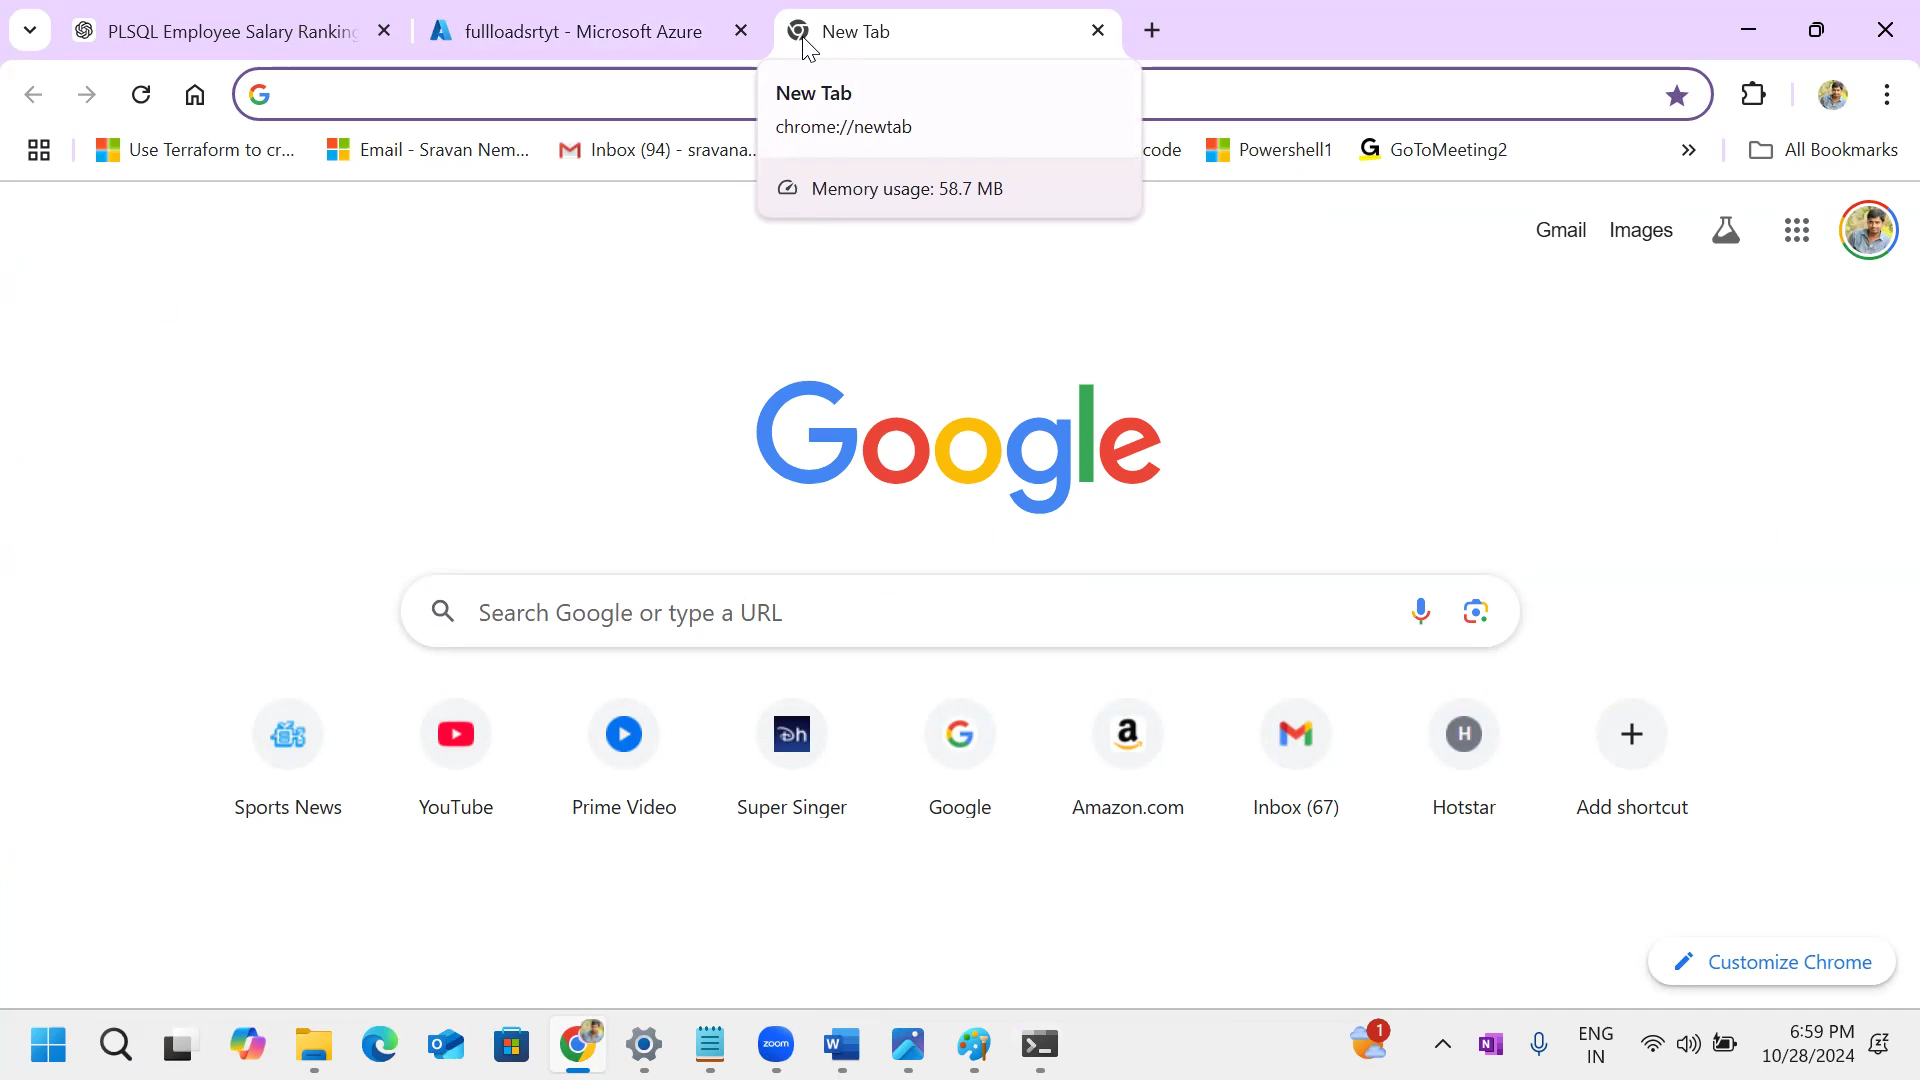 PLSQL Employee Salary Ranking
fullloadsrtyt - Microsoft Azure
New Tab
New Tab
chrome://newtab
Memory usage: 58.7 MB
Use Terraform to cr...
Email - Sravan Nem...
Inbox (94) - sravana...
code
Powershell1
GoToMeeting2
All Bookmarks
Gmail
Images
Google
Search Google or type a URL
Sports News
YouTube
Prime Video
Super Singer
Google
Amazon.com
Inbox (67)
Hotstar
Add shortcut
Customize Chrome
zoom
1
ENG
IN
6:59 PM
10/28/2024